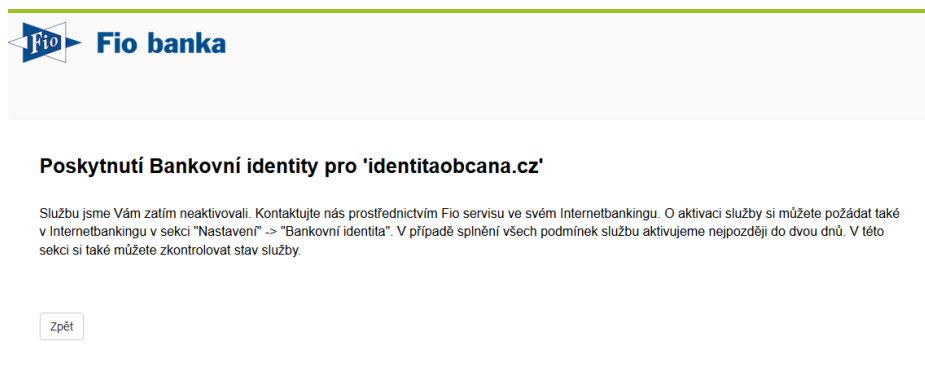 Fio Fio banka
Poskytnutí Bankovní identity pro 'identitaobcana.cz'
Službu jsme Vám zatím neaktivovali. Kontaktujte nás prostřednictvím Fio servisu ve svém Internetbankingu. O aktivaci služby si můžete požádat také
v Internetbankingu v sekci "Nastavení" -> "Bankovní identita". V případě splnění všech podmínek službu aktivujeme nejpozději do dvou dnů. V této
sekci si také můžete zkontrolovat stav služby.
Zpět